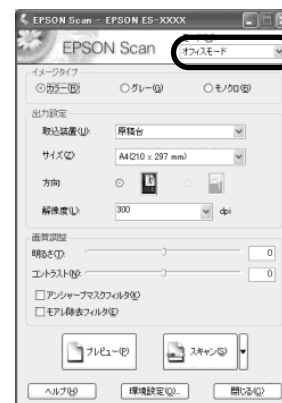 EPSON Scan - EPSON ES-XXXX
EPSON Scan
オフィスモード
イメージタイプ
カラー(B) グレー(G) モノクロ(B)
出力設定
取込装置(U): 原稿台
サイズ(Z): A4(210 x 297 mm)
方向:
解像度(L): 300 dpi
画質調整
明るさ(T): 0
コントラスト(N): 0
アンシャープマスクフィルタ(K)
モアレ除去フィルタ(E)
プレビュー(P) スキャン(S)
ヘルプ(H) 環境設定(O)... 閉じる(C)